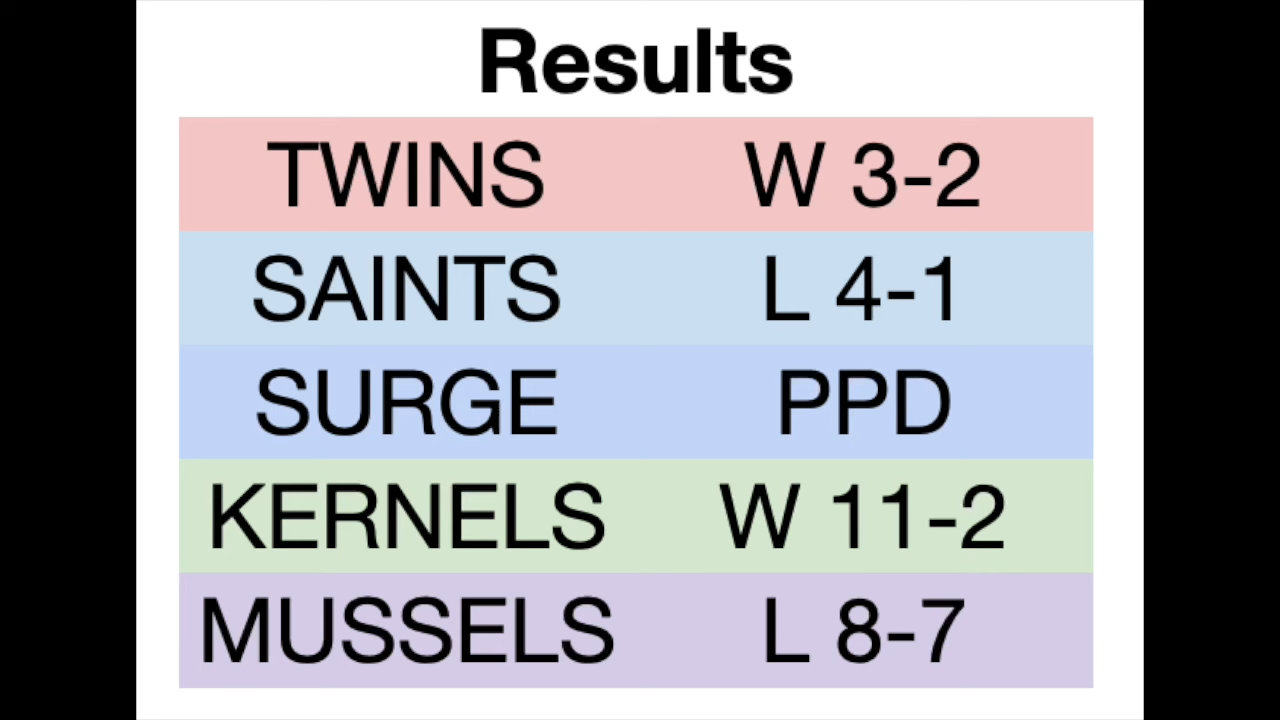 Results
TWINS W 3-2
SAINTS L 4-1
SURGE PPD
KERNELS W 11-2
MUSSELS L 8-7